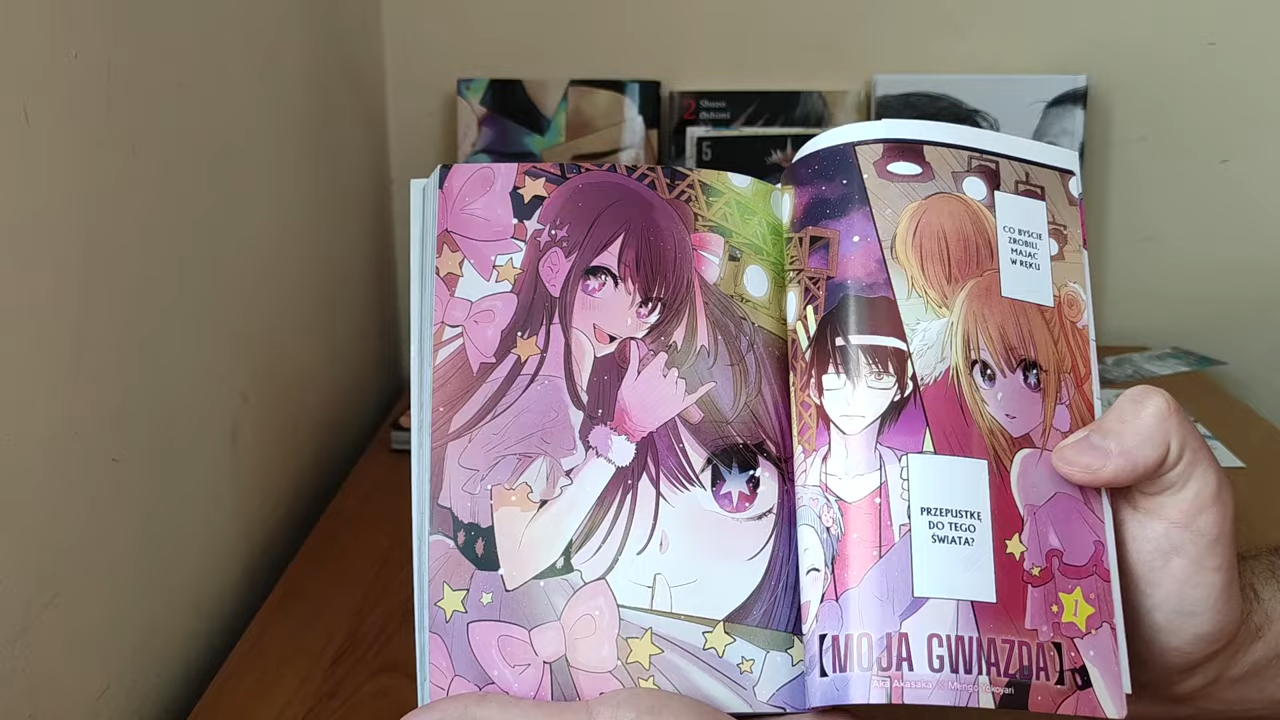 2
Shuzo
Oshimi
5
CO BYŚCIE
ZROBILI,
MAJĄC
W RĘKU
PRZEPUSTKĘ
DO TEGO
ŚWIATA?
1
【MOJA GWIAZDA】
Aka Akasaka × Mengo Yokoyari